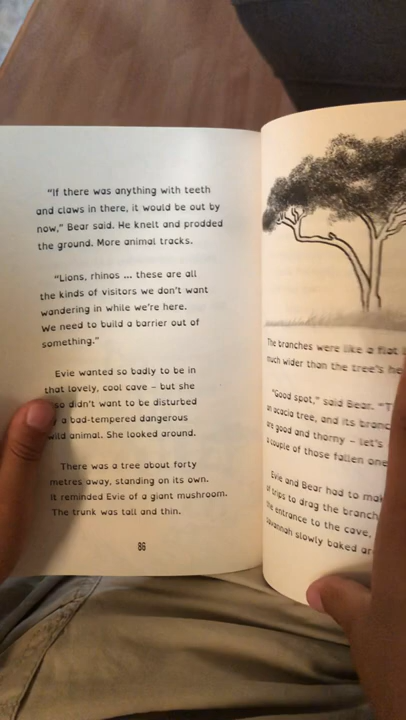 “If there was anything with teeth
and claws in there, it would be out by
now,” Bear said. He knelt and prodded
the ground. More animal tracks.
“Lions, rhinos ... these are all
the kinds of visitors we don’t want
wandering in while we’re here.
We need to build a barrier out of
something.”
Evie wanted so badly to be in
that lovely, cool cave – but she
didn’t want to be disturbed
a bad-tempered dangerous
wild animal. She looked around.
There was a tree about forty
metres away, standing on its own.
It reminded Evie of a giant mushroom.
The trunk was tall and thin.
86
The branches were like a flat
much wider than the tree’s
“Good spot,” said Bear.
an acacia tree, and its
are good and thorny – let’s
a couple of those fallen
Evie and Bear had to
of trips to drag the
the entrance to the cave,
savannah slowly baked